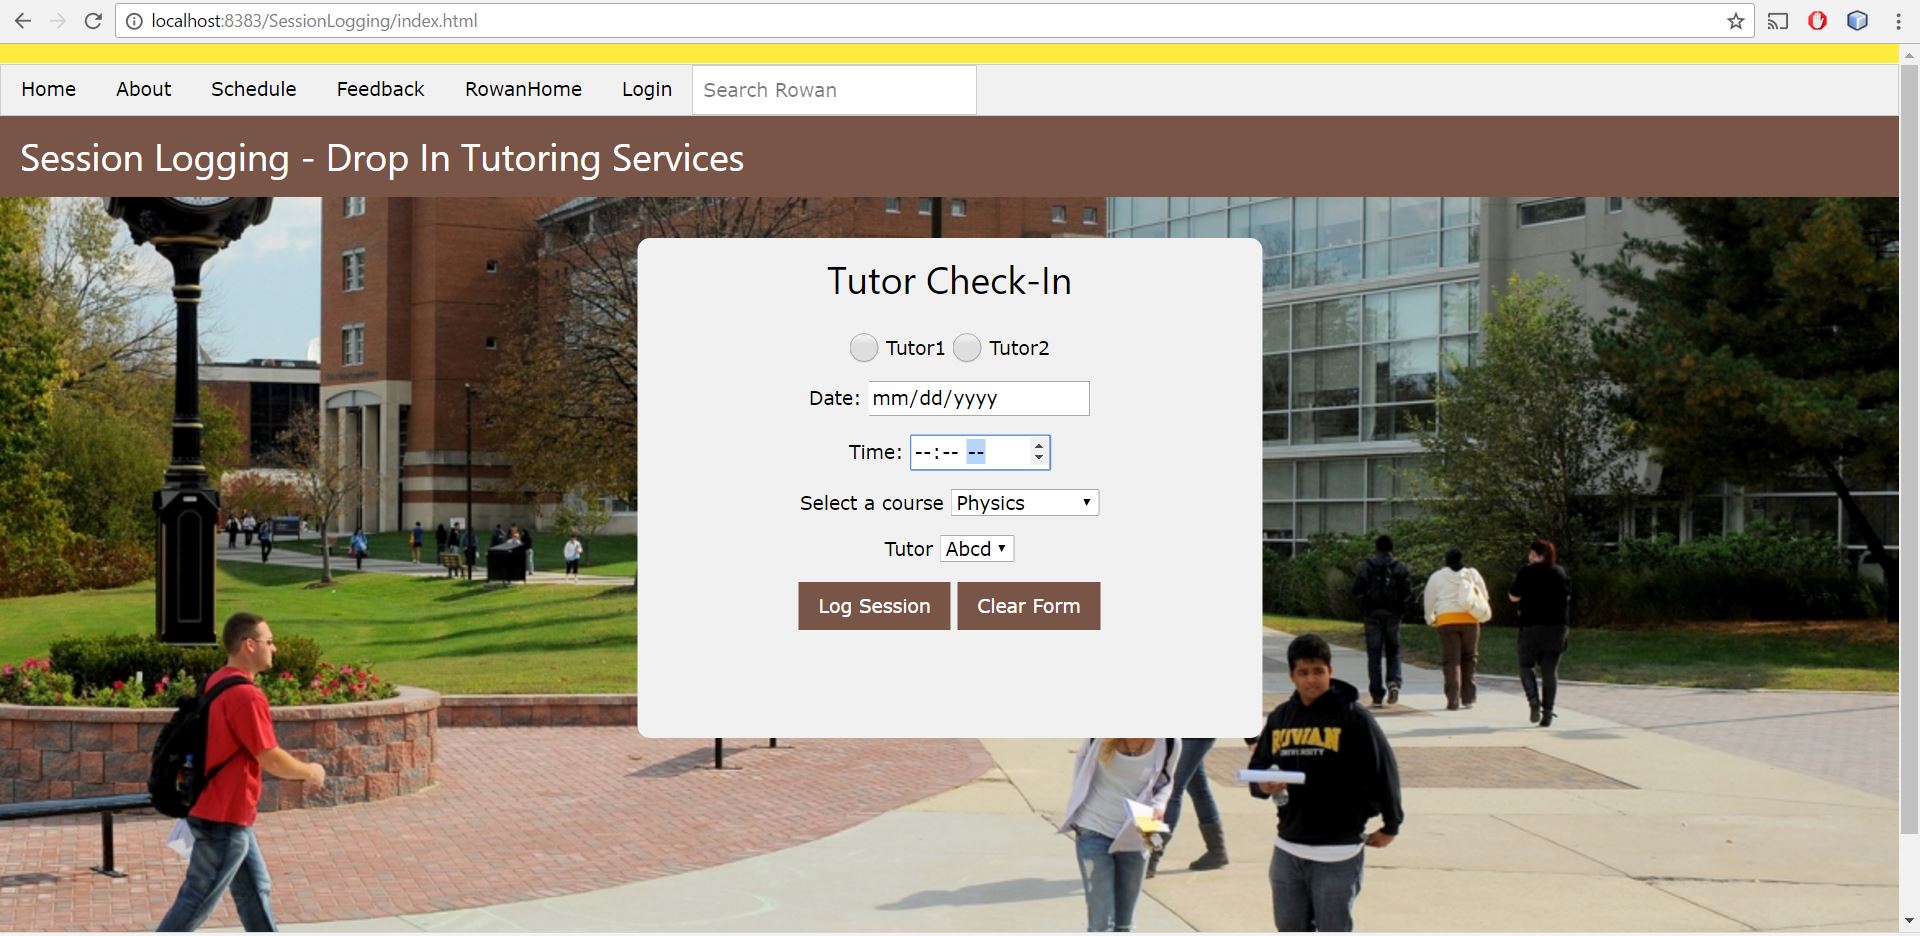 localhost:8383/SessionLogging/index.html
Home About Schedule Feedback RowanHome Login Search Rowan
Session Logging - Drop In Tutoring Services
Tutor Check-In
Tutor1 Tutor2
Date: mm/dd/yyyy
Time: --:-- --
Select a course Physics
Tutor Abcd
Log Session Clear Form
ROWAN
UNIVERSITY